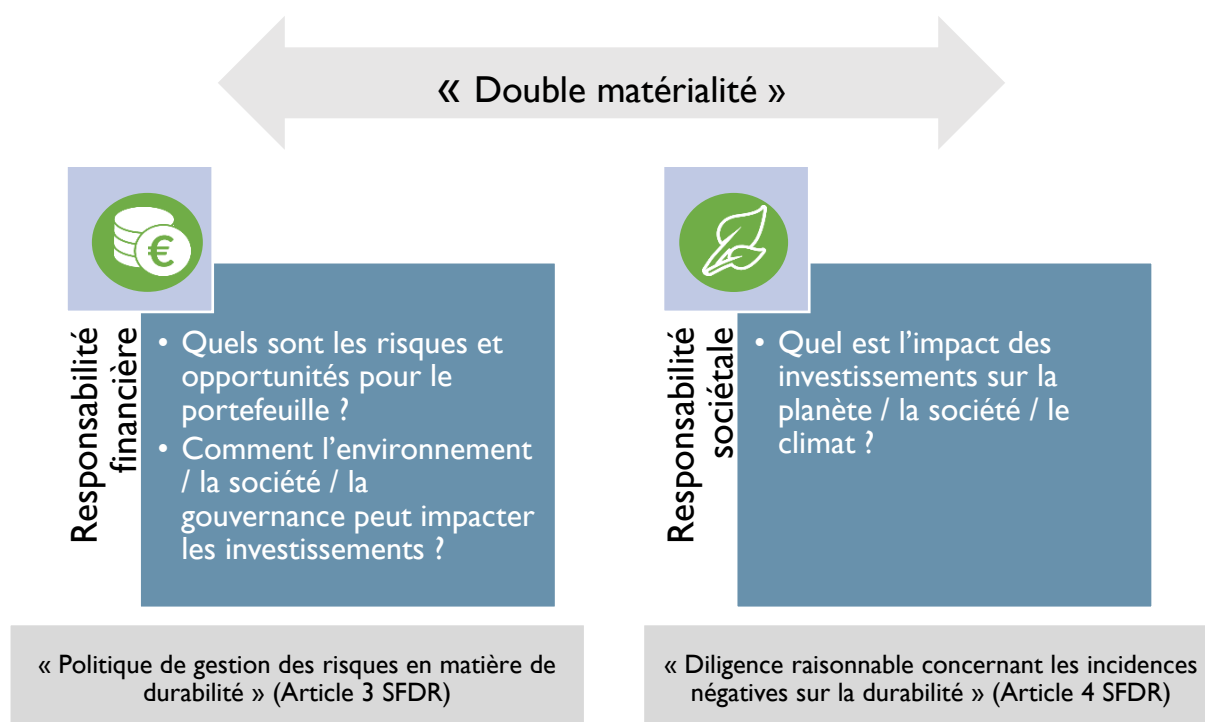 « Double matérialité »
€
Responsabilité
financière
• Quels sont les risques et
opportunités pour le
portefeuille ?
• Comment l’environnement
/ la société / la
gouvernance peut impacter
les investissements ?
« Politique de gestion des risques en matière de
durabilité » (Article 3 SFDR)
Responsabilité
sociétale
• Quel est l’impact des
investissements sur la
planète / la société / le
climat ?
« Diligence raisonnable concernant les incidences
négatives sur la durabilité » (Article 4 SFDR)